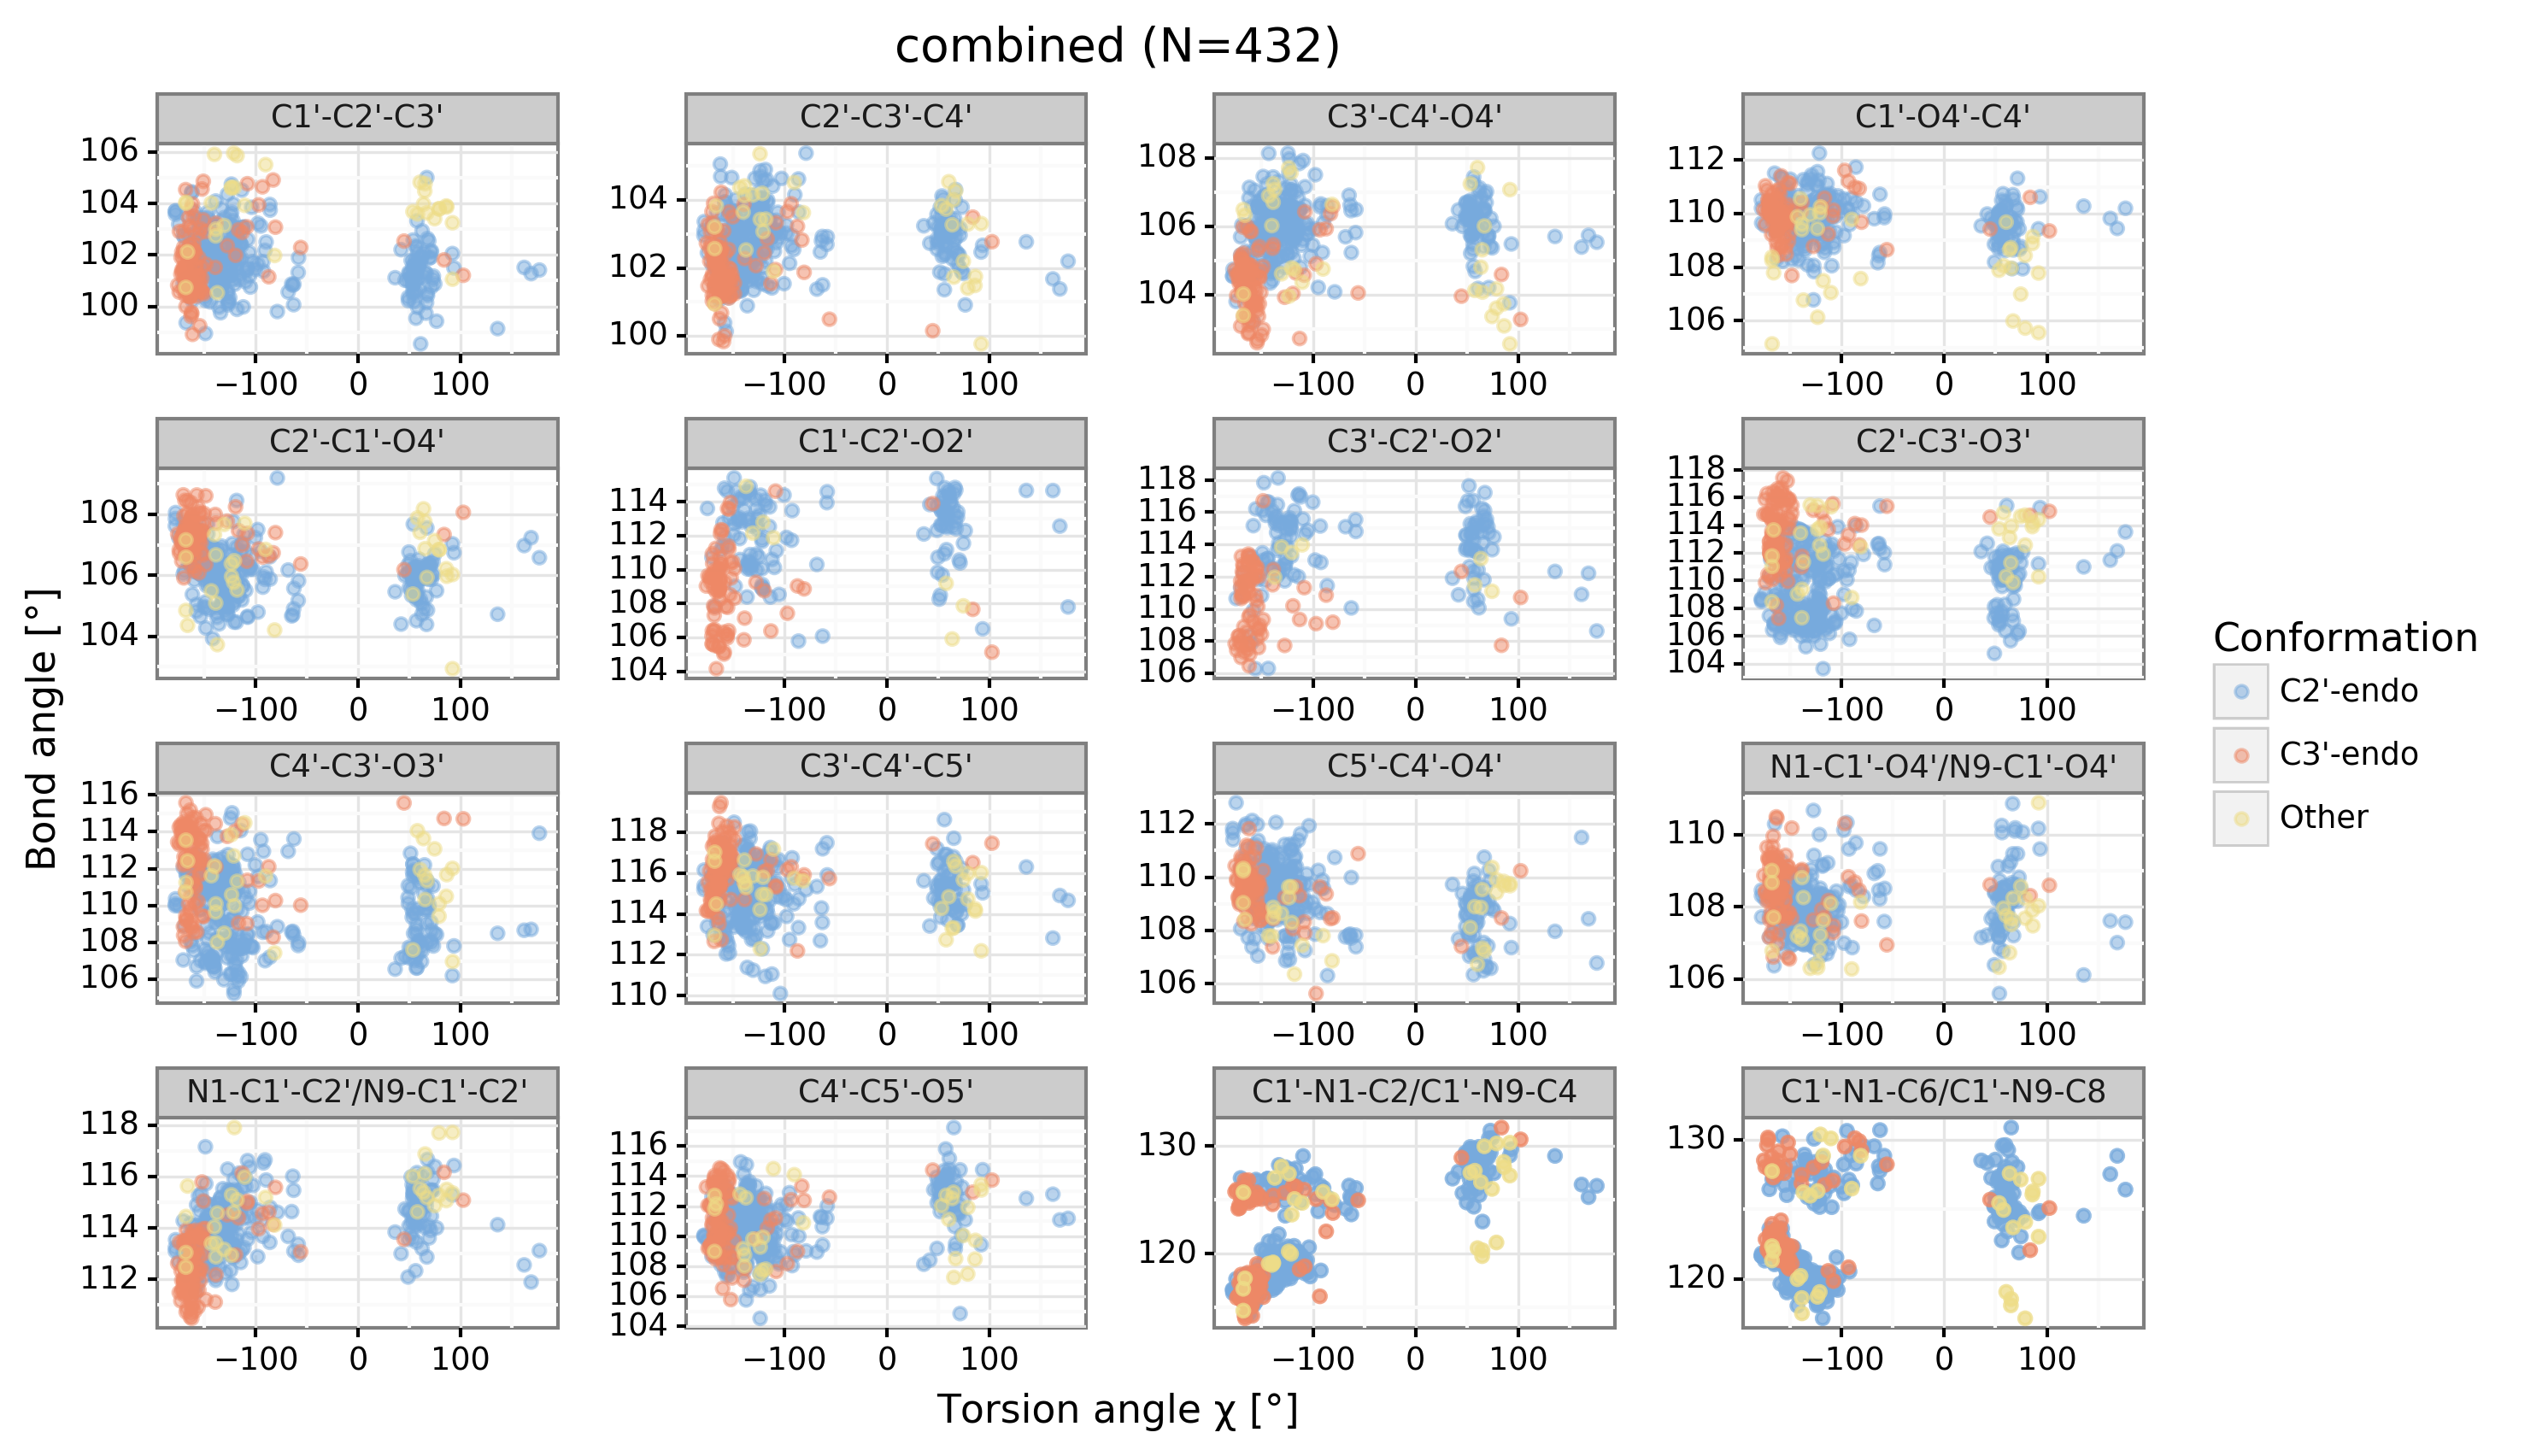 combined (N=432)
C1'-C2'-C3'
C2'-C3'-C4'
C3'-C4'-O4'
C1'-O4'-C4'
106
104
102
100
−100 0 100
104
102
100
−100 0 100
108
106
104
−100 0 100
112
110
108
106
−100 0 100
C2'-C1'-O4'
C1'-C2'-O2'
C3'-C2'-O2'
C2'-C3'-O3'
108
106
104
−100 0 100
114
112
110
108
106
104
−100 0 100
118
116
114
112
110
108
106
−100 0 100
118
116
114
112
110
108
106
104
−100 0 100
C4'-C3'-O3'
C3'-C4'-C5'
C5'-C4'-O4'
N1-C1'-O4'/N9-C1'-O4'
116
114
112
110
108
106
−100 0 100
118
116
114
112
110
−100 0 100
112
110
108
106
−100 0 100
110
108
106
−100 0 100
N1-C1'-C2'/N9-C1'-C2'
C4'-C5'-O5'
C1'-N1-C2/C1'-N9-C4
C1'-N1-C6/C1'-N9-C8
118
116
114
112
−100 0 100
116
114
112
110
108
106
104
−100 0 100
130
120
−100 0 100
130
120
−100 0 100
Bond angle [°]
Torsion angle χ [°]
Conformation
C2'-endo
C3'-endo
Other